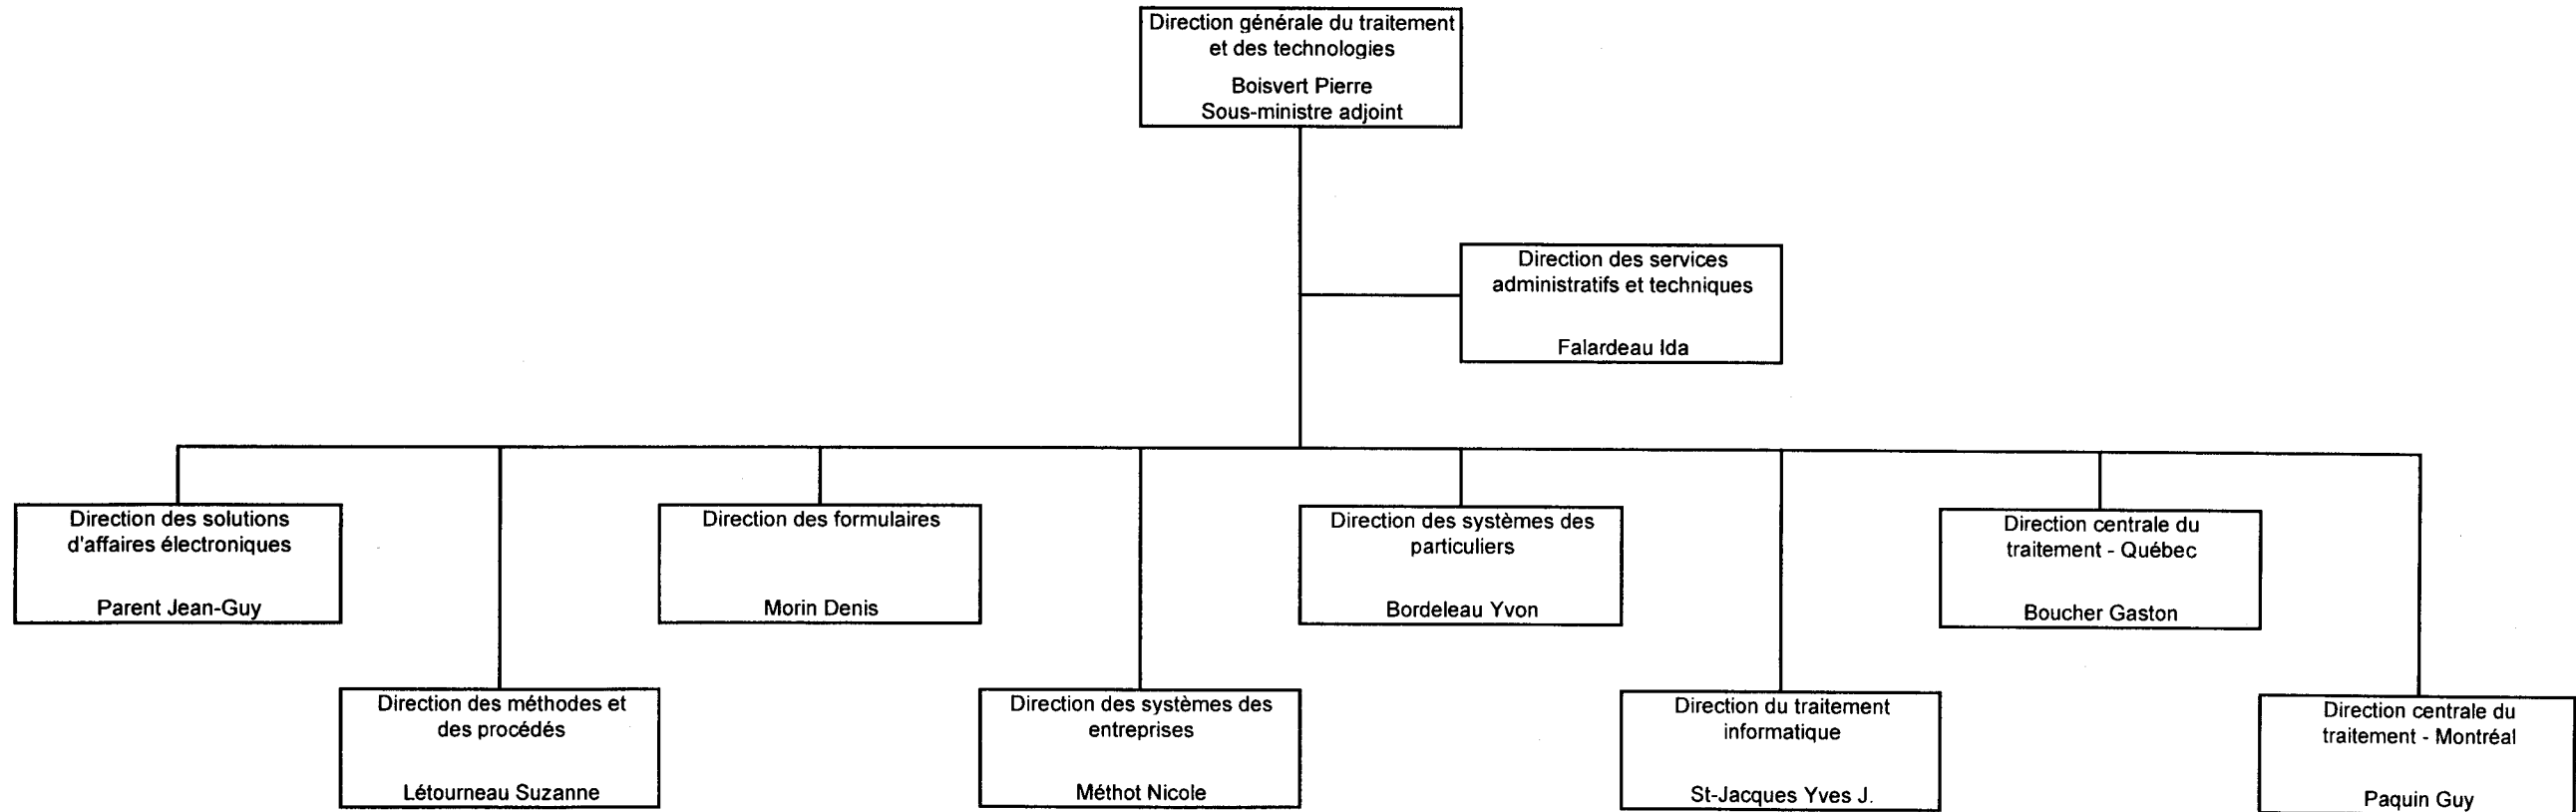 Direction générale du traitement
et des technologies
Boisvert Pierre
Sous-ministre adjoint
Direction des services
administratifs et techniques
Falardeau Ida
Direction des solutions
d'affaires électroniques
Parent Jean-Guy
Direction des formulaires
Morin Denis
Direction des systèmes des
particuliers
Bordeleau Yvon
Direction centrale du
traitement - Québec
Boucher Gaston
Direction des méthodes et
des procédés
Létourneau Suzanne
Direction des systèmes des
entreprises
Méthot Nicole
Direction du traitement
informatique
St-Jacques Yves J.
Direction centrale du
traitement - Montréal
Paquin Guy